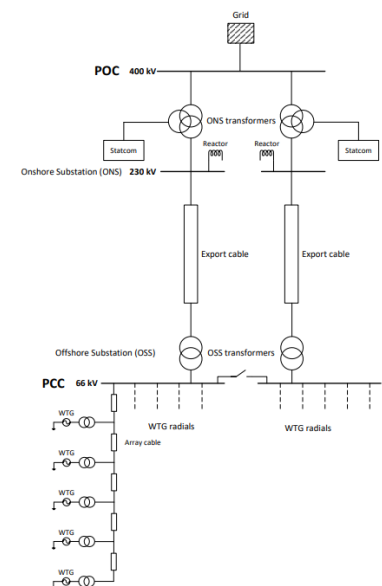 Grid
POC 400 kV
ONS transformers
Statcom
Statcom
Reactor
Reactor
Onshore Substation (ONS) 230 kV
Export cable
Export cable
Offshore Substation (OSS)
OSS transformers
PCC 66 kV
WTG
WTG radials
WTG radials
Array cable
WTG
WTG
WTG
WTG